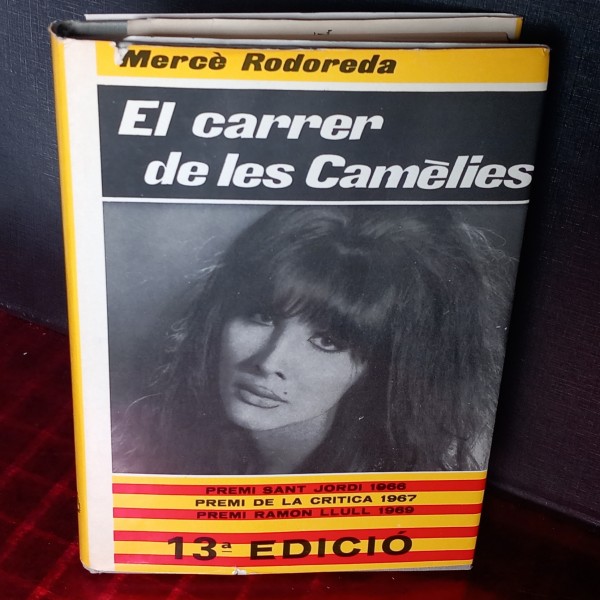 Mercè Rodoreda
El carrer
de les Camèlies
PREMI SANT JORDI 1966
PREMI DE LA CRITICA 1967
PREMI RAMON LLULL 1969
13ª EDICIÓ